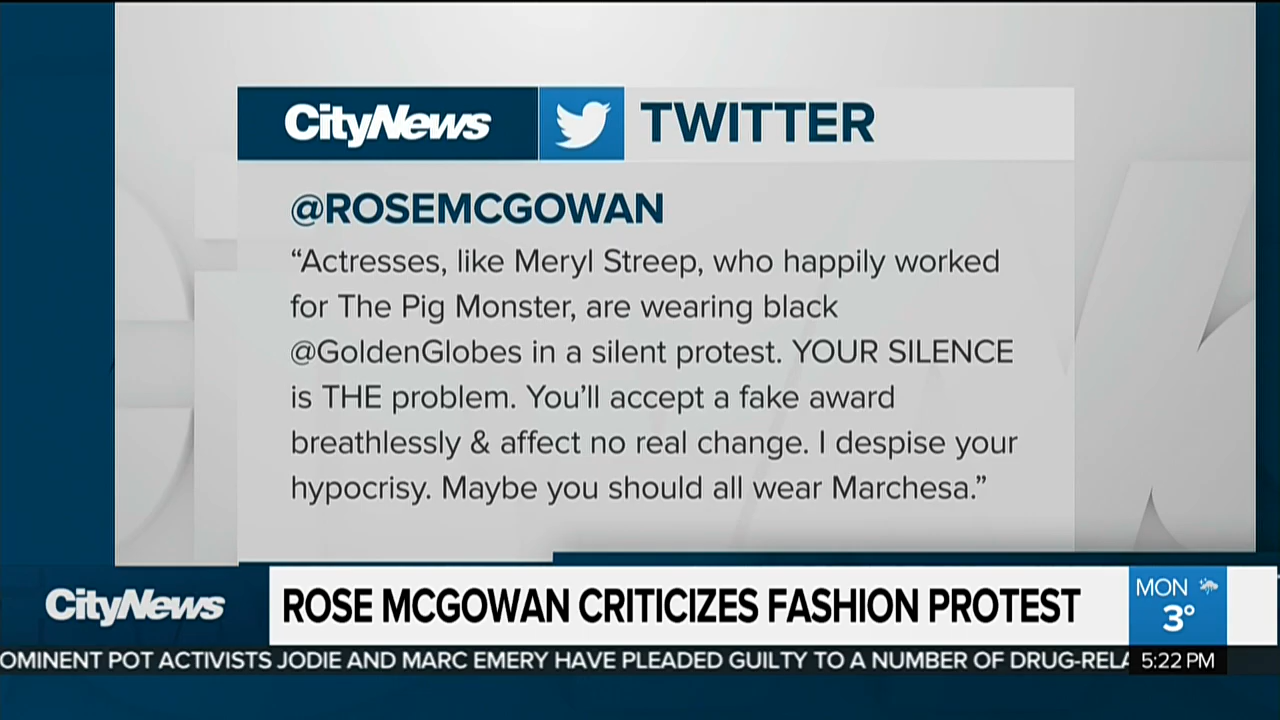 CityNews TWITTER
@ROSEMCGOWAN
“Actresses, like Meryl Streep, who happily worked
for The Pig Monster, are wearing black
@GoldenGlobes in a silent protest. YOUR SILENCE
is THE problem. You’ll accept a fake award
breathlessly & affect no real change. I despise your
hypocrisy. Maybe you should all wear Marchesa.”
CityNews ROSE MCGOWAN CRITICIZES FASHION PROTEST MON
3°
OMINENT POT ACTIVISTS JODIE AND MARC EMERY HAVE PLEADED GUILTY TO A NUMBER OF DRUG-RELA 5:22 PM